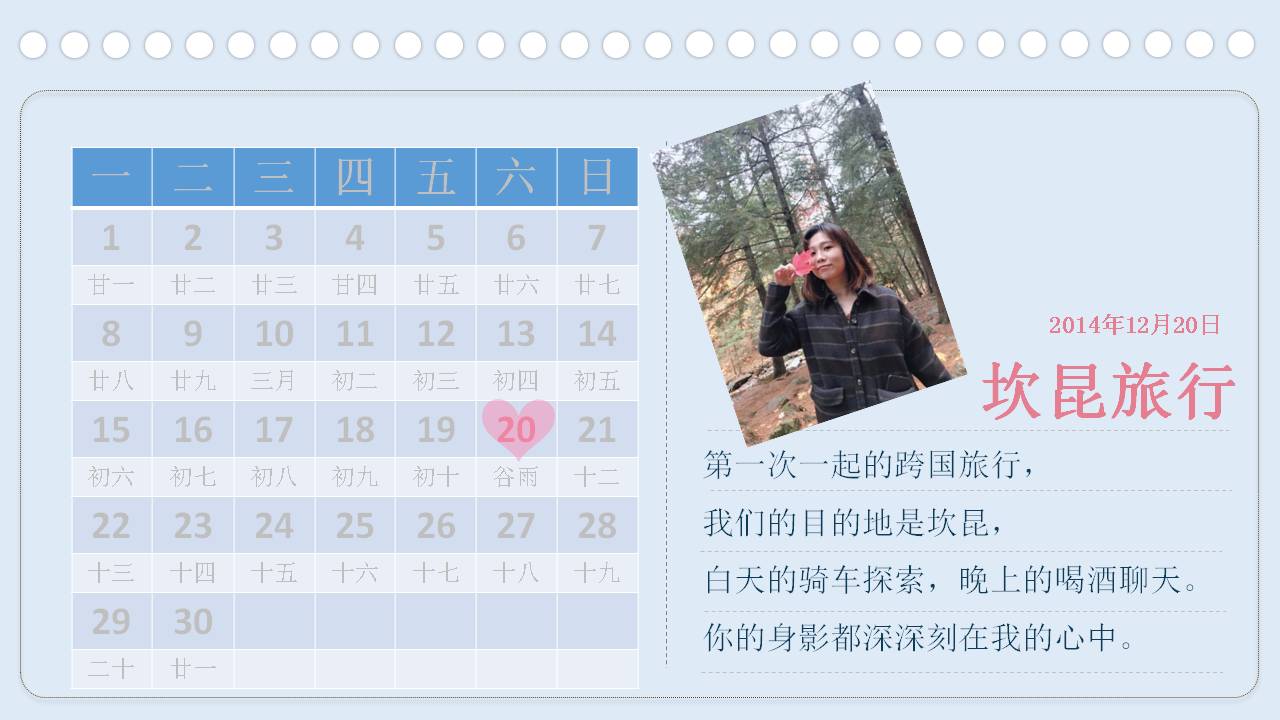 一 二 三 四 五 六 日
1 2 3 4 5 6 7
廿一 廿二 廿三 廿四 廿五 廿六 廿七
8 9 10 11 12 13 14
廿八 廿九 三月 初二 初三 初四 初五
15 16 17 18 19 20 21
初六 初七 初八 初九 初十 谷雨 十二
22 23 24 25 26 27 28
十三 十四 十五 十六 十七 十八 十九
29 30
二十 廿一
2014年12月20日
坎昆旅行
第一次一起的跨国旅行，
我们的目的地是坎昆，
白天的骑车探索，晚上的喝酒聊天。
你的身影都深深刻在我的心中。